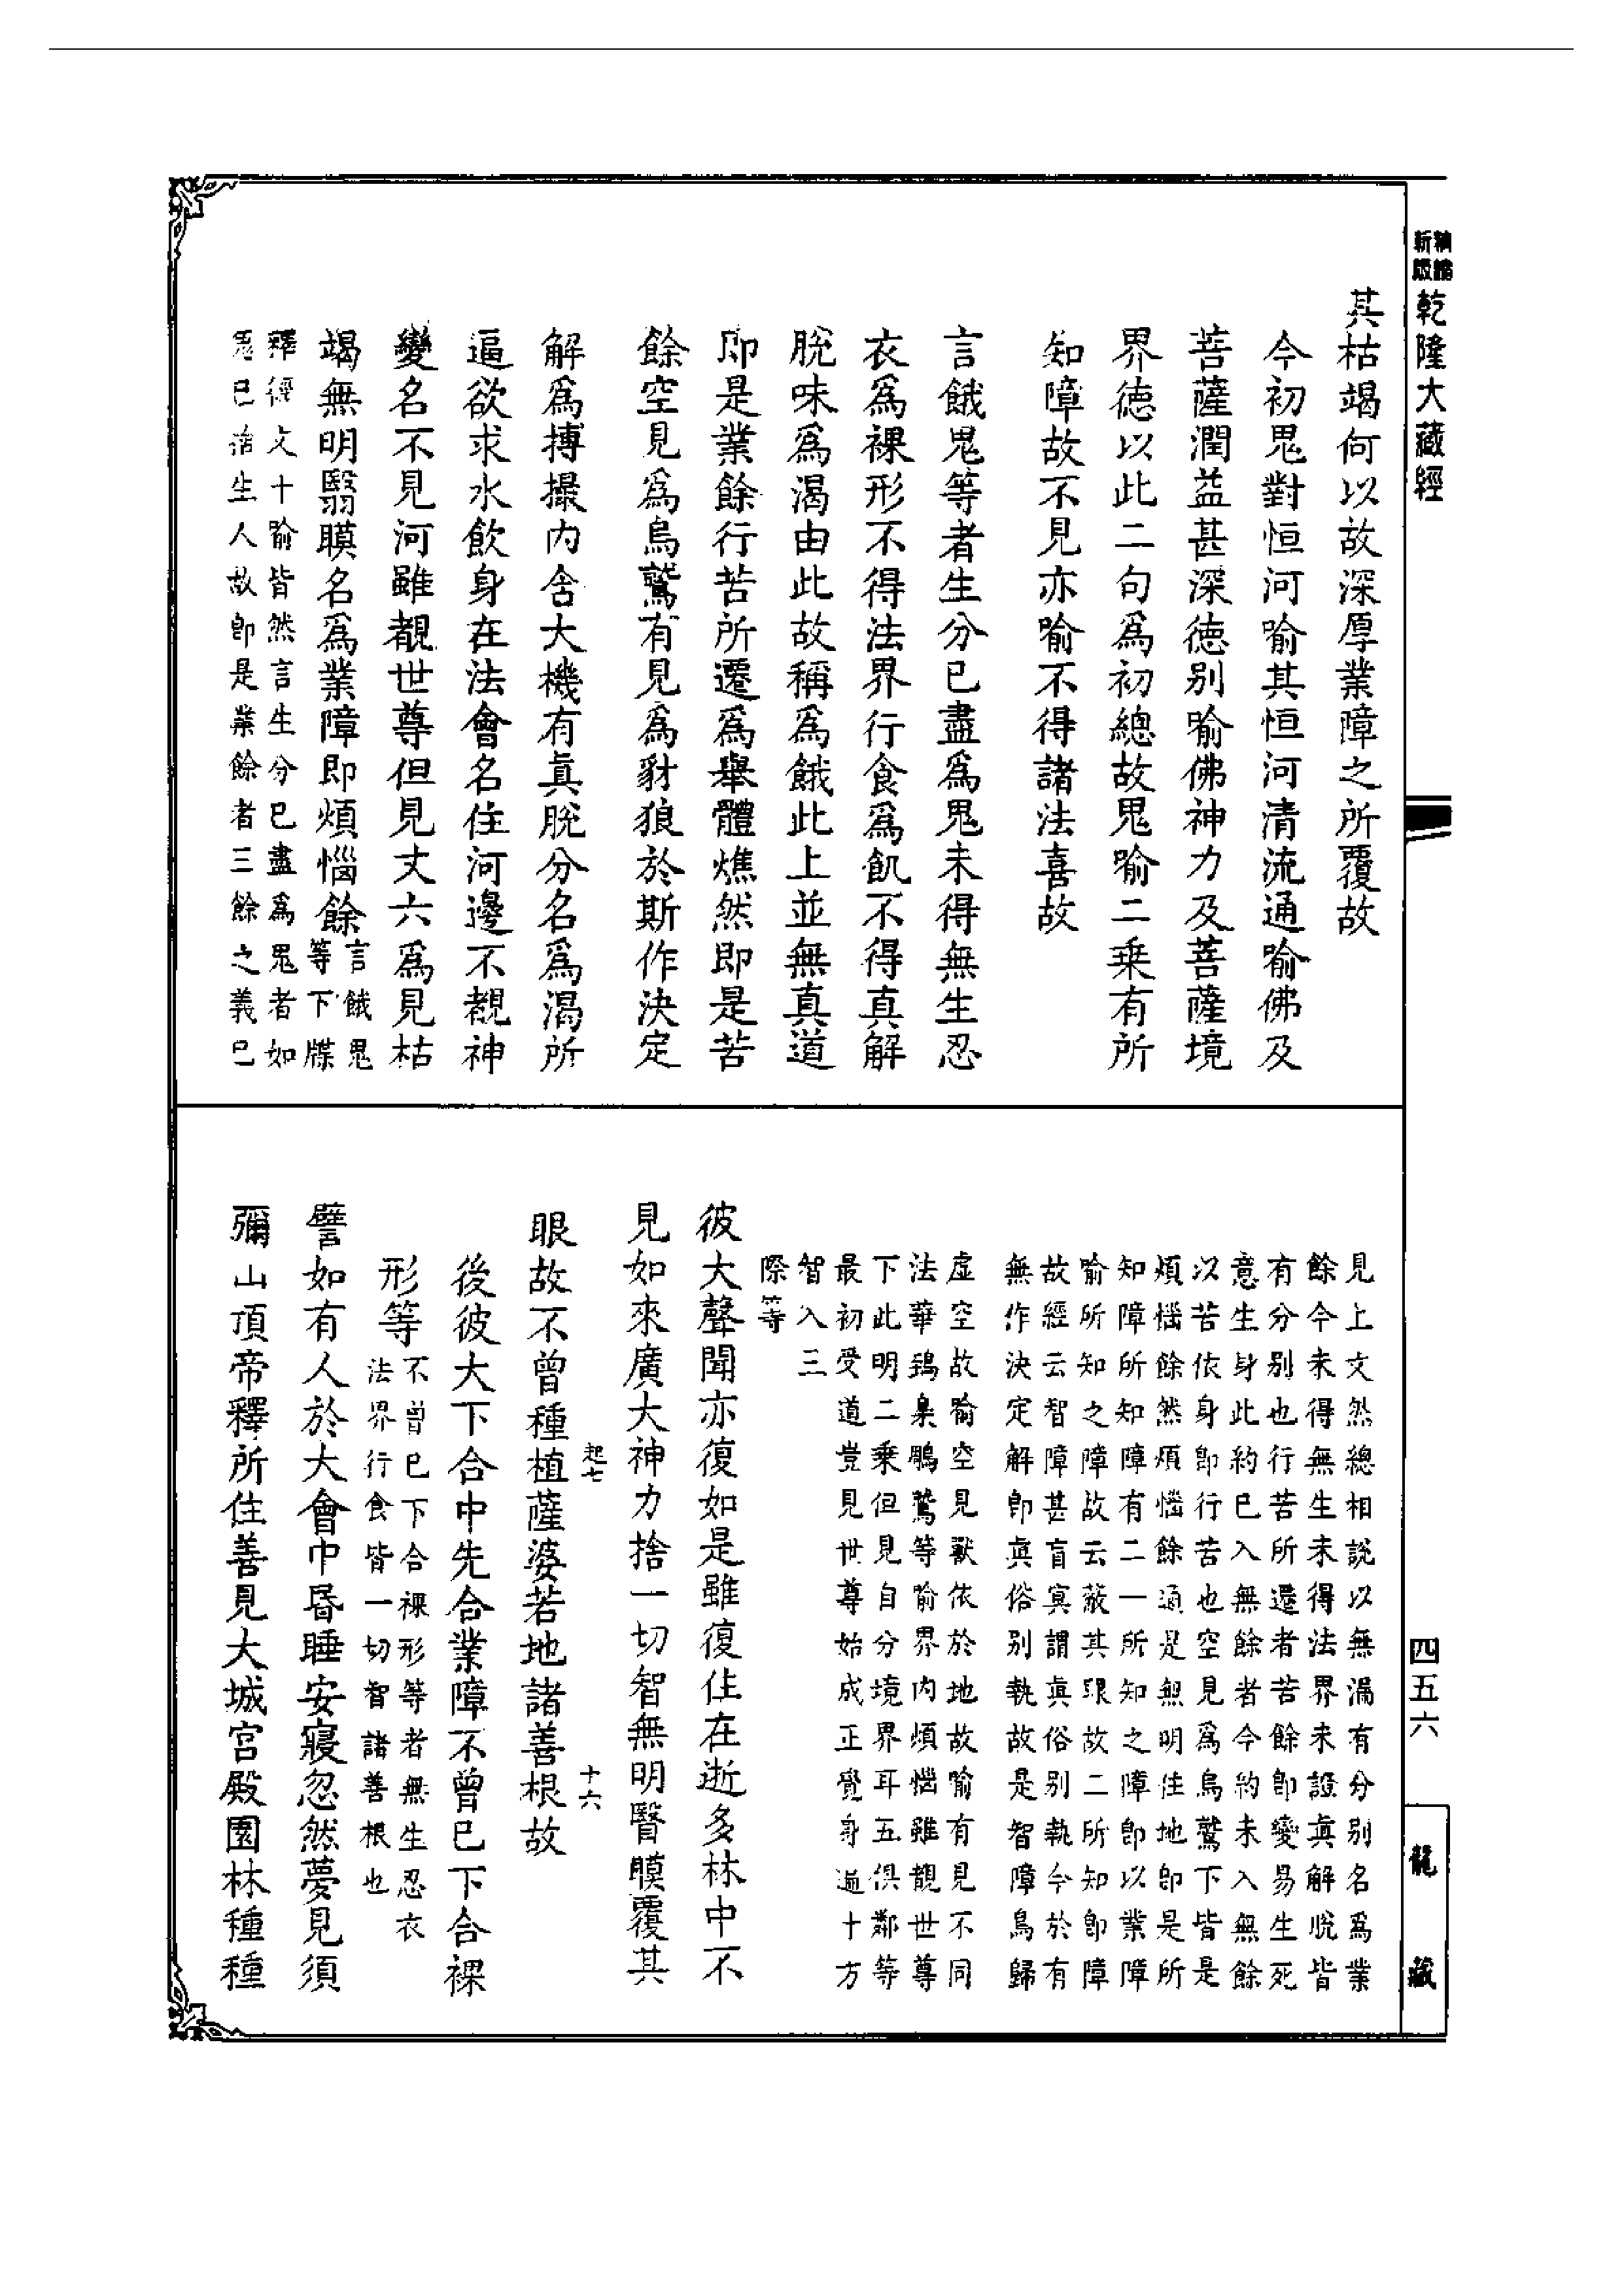 精編
新版
乾隆大藏經
其枯竭何以故深厚業障之所覆故
今初鬼對恒河喻其恒河清流通喻佛及
菩薩潤益甚深德別喻佛神力及菩薩境
界德以此二句爲初總故鬼喻二乗有所
知障故不見亦喻不得諸法喜故
言餓鬼等者生分已盡爲鬼未得無生忍
衣爲裸形不得法界行食爲飢不得真解
脫味爲渴由此故稱爲餓此上並無真道
即是業餘行苦所遷爲舉體燋然即是苦
餘空見爲烏鷲有見爲豺狼於斯作決定
解爲搏撮内含大機有眞脫分名爲渴所
逼欲求水飲身在法會名住河邊不覩神
變名不見河雖覩世尊但見丈六爲見枯
竭無明翳膜名爲業障即煩惱餘
言餓鬼
等下牒
釋經文十喻皆然言生分已盡爲鬼者如
鬼已諸生人故即是業餘者三餘之義已
見上文然總相說以無漏有分別名爲業
餘今未得無生未得法界未證眞解脫皆
有分別也行苦所遷者苦餘即變易生死
意生身此約已入無餘者今約未入無餘
以苦依身即行苦也空見爲烏鷲下皆是
煩惱餘然煩惱餘通是無明住地即是所
知障所知障有二一所知之障即以業障
喻所知之障故云蔽其眼故二所知即障
故經云智障甚盲冥謂眞俗別執今於有
無作決定解即眞俗別執故是智障烏歸
虛空故喻空見獸依於地故喻有見不同
法華鵄梟鵰鷲等喻界内煩惱雖覩世尊
下此明二乗但見自分境界耳五俱鄰等
最初受道豈見世尊始成正覺身遍十方
智入三
際等
彼大聲聞亦復如是雖復住在逝多林中不
見如來廣大神力捨一切智無明瞖膜覆其
眼故不曾種植薩婆若地諸善根故
起七
十六
後彼大下合中先合業障不曾已下合裸
形等
不曾已下合裸形等者無生忍衣
法界行食皆一切智諸善根也
譬如有人於大會中昬睡安寢忽然夢見須
彌山頂帝釋所住善見大城宮殿園林種種
四五六
龍藏